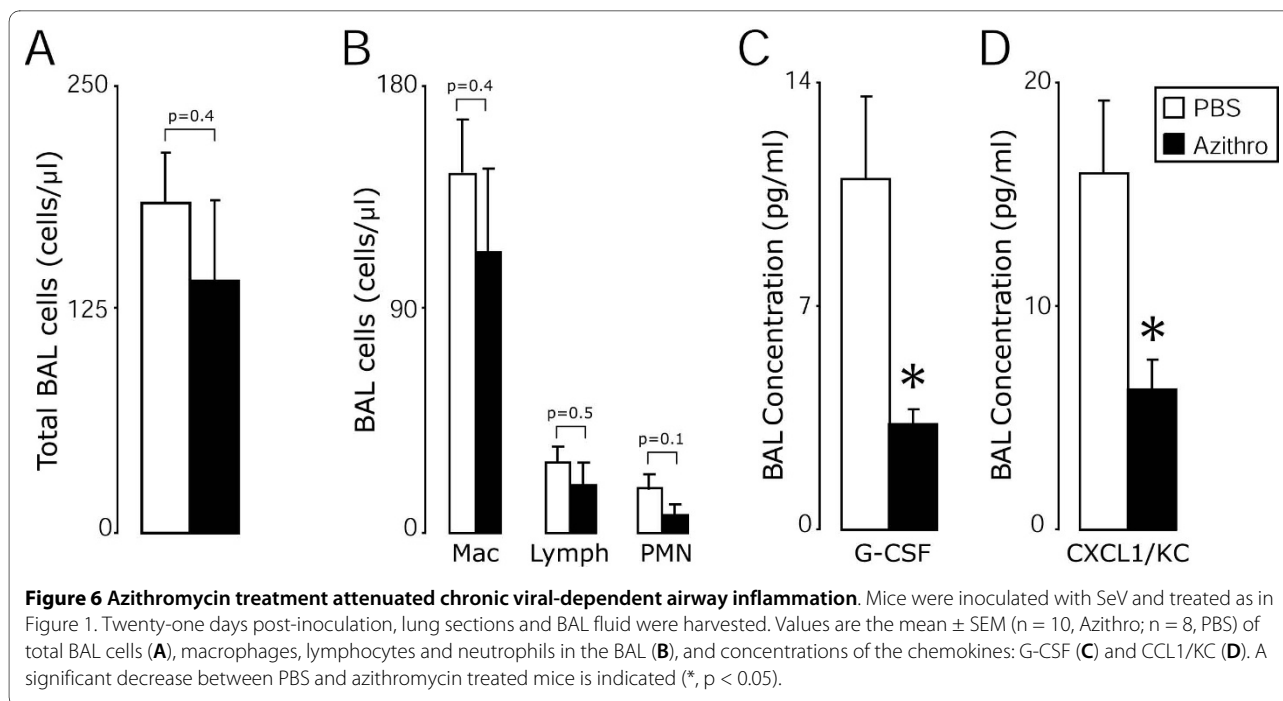 A
B
C
D
250
125
0
Total BAL cells (cells/µl)
p=0.4
180
90
0
BAL cells (cells/µl)
p=0.4
p=0.5
p=0.1
Mac
Lymph
PMN
14
7
0
BAL Concentration (pg/ml)
*
G-CSF
20
10
0
BAL Concentration (pg/ml)
*
CXCL1/KC
PBS
Azithro
Figure 6 Azithromycin treatment attenuated chronic viral-dependent airway inflammation. Mice were inoculated with SeV and treated as in
Figure 1. Twenty-one days post-inoculation, lung sections and BAL fluid were harvested. Values are the mean ± SEM (n = 10, Azithro; n = 8, PBS) of
total BAL cells (A), macrophages, lymphocytes and neutrophils in the BAL (B), and concentrations of the chemokines: G-CSF (C) and CCL1/KC (D). A
significant decrease between PBS and azithromycin treated mice is indicated (*, p < 0.05).